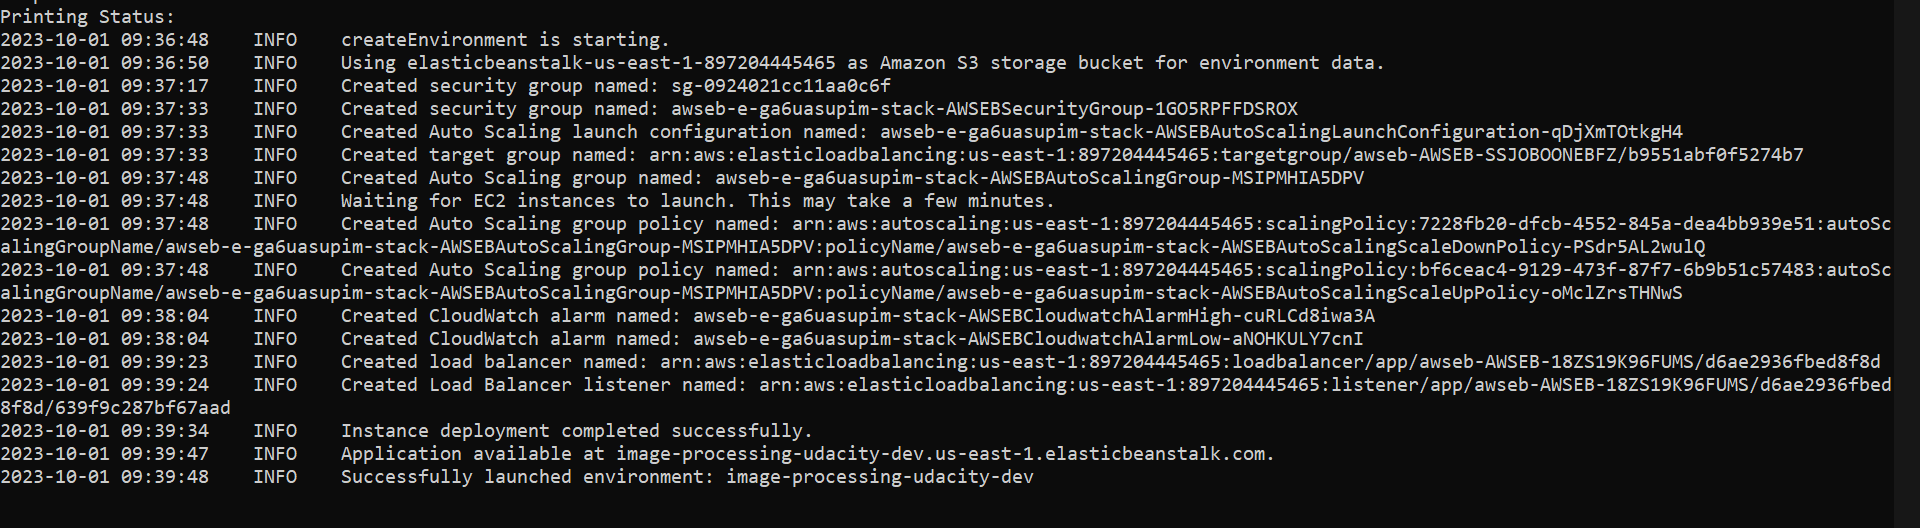 Printing Status:
2023-10-01 09:36:48    INFO    createEnvironment is starting.
2023-10-01 09:36:50    INFO    Using elasticbeanstalk-us-east-1-897204445465 as Amazon S3 storage bucket for environment data.
2023-10-01 09:37:17    INFO    Created security group named: sg-0924021cc11aa0c6f
2023-10-01 09:37:33    INFO    Created security group named: awseb-e-ga6uasupim-stack-AWSEBSecurityGroup-1GO5RPFFDSROX
2023-10-01 09:37:33    INFO    Created Auto Scaling launch configuration named: awseb-e-ga6uasupim-stack-AWSEBAutoScalingLaunchConfiguration-qDjXmTOtkgH4
2023-10-01 09:37:33    INFO    Created target group named: arn:aws:elasticloadbalancing:us-east-1:897204445465:targetgroup/awseb-AWSEB-SSJOBOONEBFZ/b9551abf0f5274b7
2023-10-01 09:37:48    INFO    Created Auto Scaling group named: awseb-e-ga6uasupim-stack-AWSEBAutoScalingGroup-MSIPMHIA5DPV
2023-10-01 09:37:48    INFO    Waiting for EC2 instances to launch. This may take a few minutes.
2023-10-01 09:37:48    INFO    Created Auto Scaling group policy named: arn:aws:autoscaling:us-east-1:897204445465:scalingPolicy:7228fb20-dfcb-4552-845a-dea4bb939e51:autoSc
alingGroupName/awseb-e-ga6uasupim-stack-AWSEBAutoScalingGroup-MSIPMHIA5DPV:policyName/awseb-e-ga6uasupim-stack-AWSEBAutoScalingScaleDownPolicy-PSdr5AL2wulQ
2023-10-01 09:37:48    INFO    Created Auto Scaling group policy named: arn:aws:autoscaling:us-east-1:897204445465:scalingPolicy:bf6ceac4-9129-473f-87f7-6b9b51c57483:autoSc
alingGroupName/awseb-e-ga6uasupim-stack-AWSEBAutoScalingGroup-MSIPMHIA5DPV:policyName/awseb-e-ga6uasupim-stack-AWSEBAutoScalingScaleUpPolicy-oMclZrsTHNwS
2023-10-01 09:38:04    INFO    Created CloudWatch alarm named: awseb-e-ga6uasupim-stack-AWSEBCloudwatchAlarmHigh-cuRLCd8iwa3A
2023-10-01 09:38:04    INFO    Created CloudWatch alarm named: awseb-e-ga6uasupim-stack-AWSEBCloudwatchAlarmLow-aNOHKULY7cnI
2023-10-01 09:39:23    INFO    Created load balancer named: arn:aws:elasticloadbalancing:us-east-1:897204445465:loadbalancer/app/awseb-AWSEB-18ZS19K96FUMS/d6ae2936fbed8f8d
2023-10-01 09:39:24    INFO    Created Load Balancer listener named: arn:aws:elasticloadbalancing:us-east-1:897204445465:listener/app/awseb-AWSEB-18ZS19K96FUMS/d6ae2936fbed
8f8d/639f9c287bf67aad
2023-10-01 09:39:34    INFO    Instance deployment completed successfully.
2023-10-01 09:39:47    INFO    Application available at image-processing-udacity-dev.us-east-1.elasticbeanstalk.com.
2023-10-01 09:39:48    INFO    Successfully launched environment: image-processing-udacity-dev